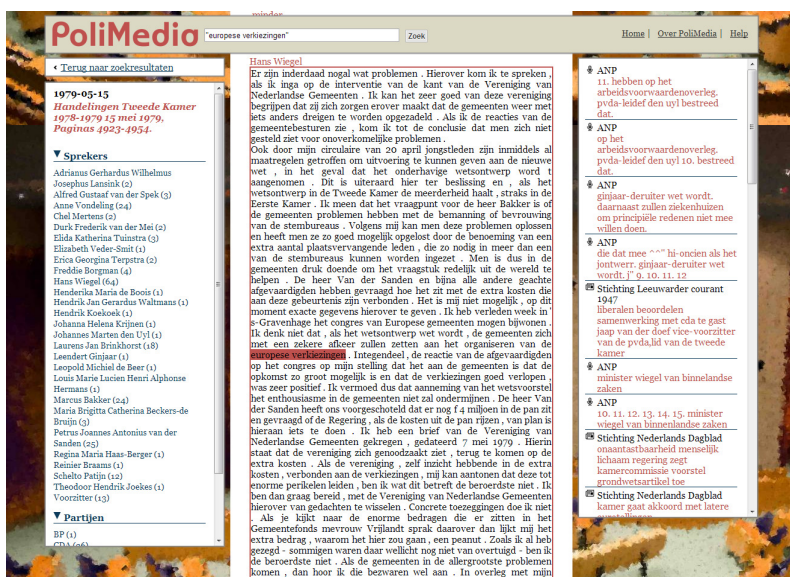 minder
PoliMedia
"europese verkiezingen"
Zoek
Home | Over PoliMedia | Help
Terug naar zoekresultaten
1979-05-15
Handelingen Tweede Kamer
1978-1979 15 mei 1979,
Paginas 4923-4954.
Sprekers
Adrianus Gerhardus Wilhelmus
Josephus Lansink (2)
Alfred Gustaaf van der Spek (3)
Anne Vondeling (24)
Chel Mertens (2)
Durk Frederik van der Mei (2)
Elida Katherina Tuinstra (3)
Elizabeth Veder-Smit (1)
Erica Georgina Terpstra (2)
Freddie Borgman (4)
Hans Wiegel (64)
Henderika Maria de Boois (1)
Hendrik Jan Gerardus Waltmans (1)
Hendrik Koekoek (1)
Johanna Helena Krijnen (1)
Johannes Marten den Uyl (1)
Laurens Jan Brinkhorst (18)
Leendert Ginjaar (1)
Leopold Michiel de Beer (1)
Louis Marie Lucien Henri Alphonse
Hermans (1)
Marcus Bakker (24)
Maria Brigitta Catherina Beckers-de
Bruijn (3)
Petrus Joannes Antonius van der
Sanden (25)
Regina Maria Haas-Berger (1)
Reinier Braams (1)
Schelto Patijn (12)
Theodoor Hendrik Joekes (1)
Voorzitter (13)
Partijen
BP (1)
Hans Wiegel
Er zijn inderdaad nogal wat problemen . Hierover kom ik te spreken ,
als ik inga op de interventie van de kant van de Vereniging van
Nederlandse Gemeenten . Ik kan het zeer goed van deze vereniging
begrijpen dat zij zich zorgen erover maakt dat de gemeenten weer met
iets anders dreigen te worden opgezadeld . Als ik de reacties van de
gemeentebesturen zie , kom ik tot de conclusie dat men zich niet
gesteld ziet voor onoverkomelijke problemen .
Ook door mijn circulaire van 20 april jongstleden zijn inmiddels al
maatregelen getroffen om uitvoering te kunnen geven aan de nieuwe
wet , in het geval dat het onderhavige wetsontwerp word t
aangenomen . Dit is uiteraard hier ter beslissing en , als het
wetsontwerp in de Tweede Kamer de meerderheid haalt , straks in de
Eerste Kamer . Ik meen dat het vraagpunt voor de heer Bakker is of
de gemeenten problemen hebben met de bemanning of bevrouwing
van de stembureaus . Volgens mij kan men deze problemen oplossen
en heeft men ze zo goed mogelijk opgelost door de benoeming van een
extra aantal plaatsvervangende leden , die zo nodig in meer dan een
van de stembureaus kunnen worden ingezet . Men is dus in de
gemeenten druk doende om het vraagstuk redelijk uit de wereld te
helpen . De heer Van der Sanden en bijna alle andere geachte
afgevaardigden hebben gevraagd hoe het zit met de extra kosten die
aan deze gebeurtenis zijn verbonden . Het is mij niet mogelijk , op dit
moment exacte gegevens hierover te geven . Ik heb verleden week in '
s-Gravenhage het congres van Europese gemeenten mogen bijwonen .
Ik denk niet dat , als het wetsontwerp wet wordt , de gemeenten zich
met een zekere afkeer zullen zetten aan het organiseren van de
europese verkiezingen . Integendeel , de reactie van de afgevaardigden
op het congres op mijn stelling dat het aan de gemeenten is dat de
opkomst zo groot mogelijk is en dat de verkiezingen goed verlopen ,
was zeer positief . Ik vermoed dus dat aanneming van het wetsvoorstel
het enthousiasme in de gemeenten niet zal ondermijnen . De heer Van
der Sanden heeft ons voorgeschoteld dat er nog f 4 miljoen in de pan zit
en gevraagd of de Regering , als de kosten uit de pan rijzen , van plan is
hieraan iets te doen . Ik heb een brief van de Vereniging van
Nederlandse Gemeenten gekregen , gedateerd 7 mei 1979 . Hierin
staat dat de vereniging zich genoodzaakt ziet , terug te komen op de
extra kosten . Als de vereniging , zelf inzicht hebbende in de extra
kosten , verbonden aan de verkiezingen , mij kan aantonen dat deze tot
enorme perikelen leiden , ben ik wat dit betreft de beroerdste niet . Ik
ben dan graag bereid , met de Vereniging van Nederlandse Gemeenten
hierover van gedachten te wisselen . Concrete toezeggingen doe ik niet
. Als je kijkt naar de enorme bedragen die er zitten in het
Gemeentefonds mevrouw Vrijlandt sprak daarover dan lijkt mij het
extra bedrag , waarom het hier zou gaan , een peanut . Zoals ik al heb
gezegd - sommigen waren daar wellicht nog niet van overtuigd - ben ik
de beroerdste niet . Als de gemeenten in de allergrootste problemen
komen , dan hoor ik die bezwaren wel aan . In overleg met mijn
ANP
11. hebben op het
arbeidsvoorwaardenoverleg.
pvda-leidef den uyl bestreed
dat.
ANP
op het
arbeidsvoorwaardenoverleg.
pvda-leidef den uyl 10. bestreed
dat.
ANP
ginjaar-deruiter wet wordt.
daarnaast zullen ziekenhuizen
om principiële redenen niet mee
willen doen.
ANP
die dat mee ^^" hi-oncien als het
jontwerr. ginjaar-deruiter wet
wordt. j" 9. 10. 11. 12
Stichting Leeuwarder courant
1947
liberalen beoordelen
samenwerking met cda te gast
jaap van der doef vice-voorzitter
van de pvda,lid van de tweede
kamer
ANP
minister wiegel van binnelandse
zaken
ANP
10. 11. 12. 13. 14. 15. minister
wiegel van binnenlandse zaken
Stichting Nederlands Dagblad
onaantastbaarheid menselijk
lichaam regering zegt
kamercommissie voorstel
grondwetsartikel toe
Stichting Nederlands Dagblad
kamer gaat akkoord met latere